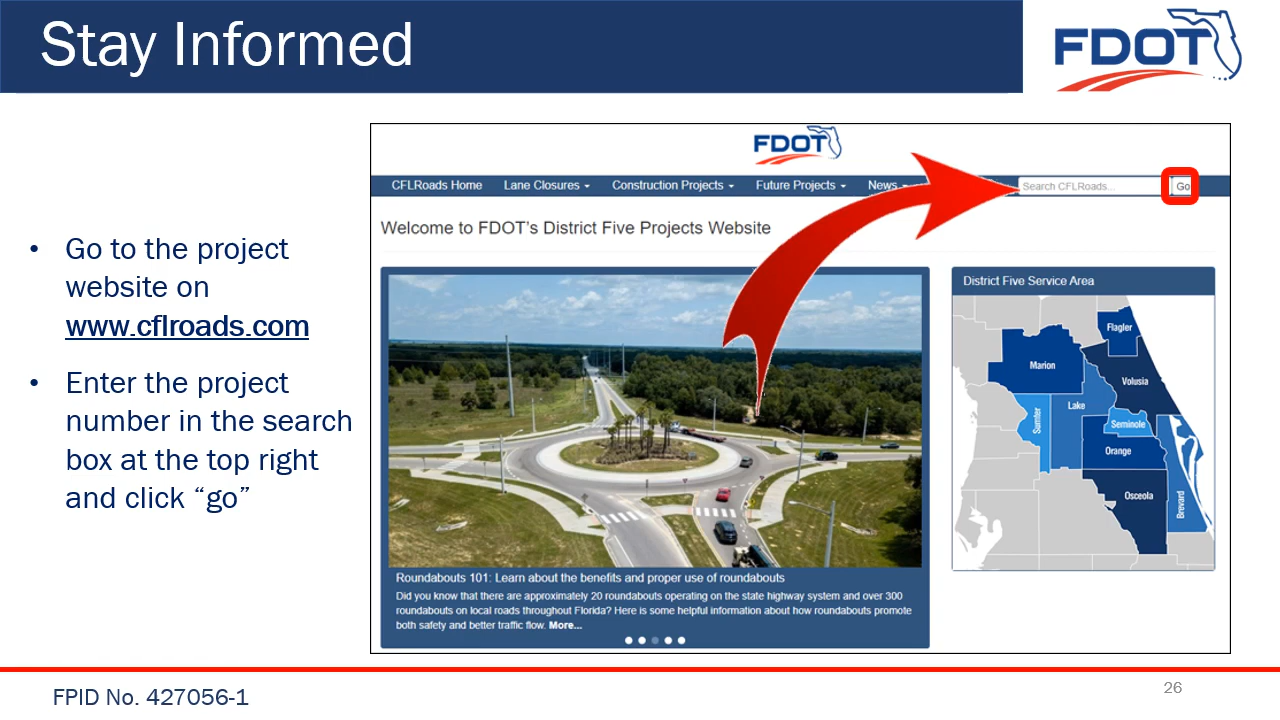 Stay Informed
FDOT
FDOT
CFLRoads Home Lane Closures Construction Projects Future Projects News Search CFLRoads... Go
Welcome to FDOT's District Five Projects Website
• Go to the project
website on
www.cflroads.com
• Enter the project
number in the search
box at the top right
and click “go”
District Five Service Area
Flagler
Marion
Volusia
Lake
Sumter
Seminole
Orange
Osceola
Brevard
Roundabouts 101: Learn about the benefits and proper use of roundabouts
Did you know that there are approximately 20 roundabouts operating on the state highway system and over 300
roundabouts on local roads throughout Florida? Here is some helpful information about how roundabouts promote
both safety and better traffic flow. More...
FPID No. 427056-1
26